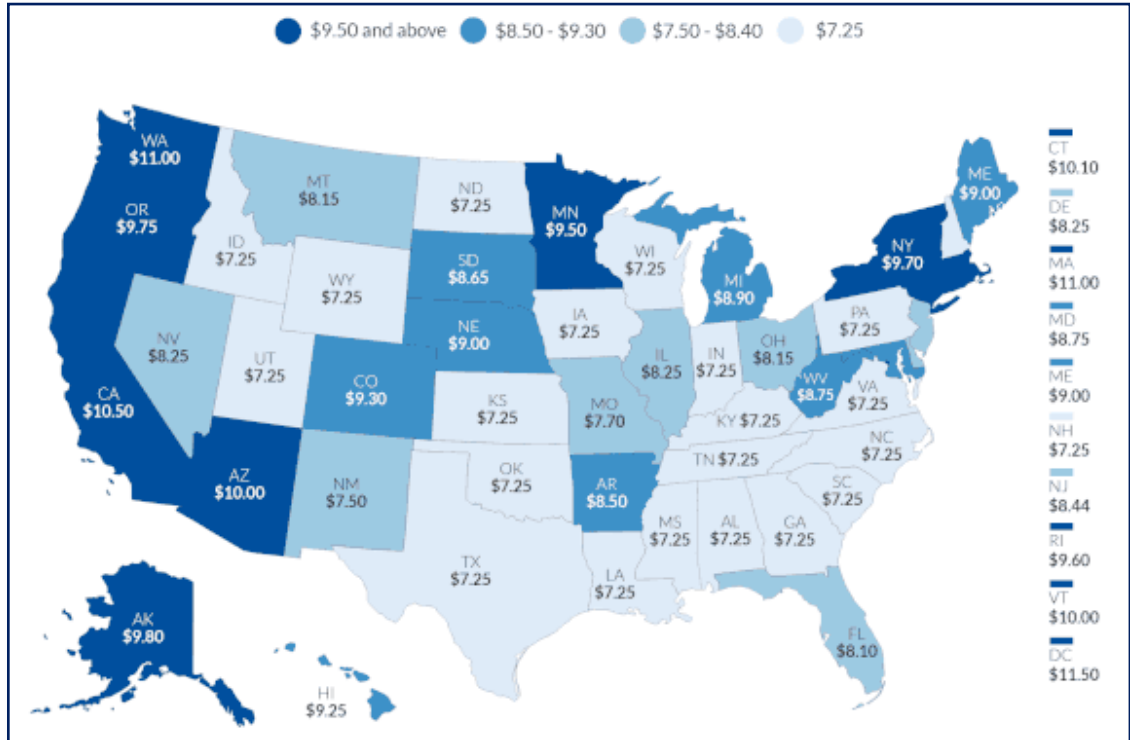 $9.50 and above $8.50 - $9.30 $7.50 - $8.40 $7.25
WA
$11.00
OR
$9.75
CA
$10.50
ID
$7.25
NV
$8.25
MT
$8.15
WY
$7.25
UT
$7.25
AZ
$10.00
CO
$9.30
NM
$7.50
ND
$7.25
SD
$8.65
NE
$9.00
KS
$7.25
OK
$7.25
TX
$7.25
MN
$9.50
IA
$7.25
MO
$7.70
AR
$8.50
LA
$7.25
WI
$7.25
IL
$8.25
MI
$8.90
IN
$7.25
OH
$8.15
KY $7.25
TN $7.25
MS
$7.25
AL
$7.25
GA
$7.25
FL
$8.10
SC
$7.25
NC
$7.25
VA
$7.25
WV
$8.75
PA
$7.25
NY
$9.70
ME
$9.00
AK
$9.80
HI
$9.25
CT
$10.10
DE
$8.25
MA
$11.00
MD
$8.75
ME
$9.00
NH
$7.25
NJ
$8.44
RI
$9.60
VT
$10.00
DC
$11.50